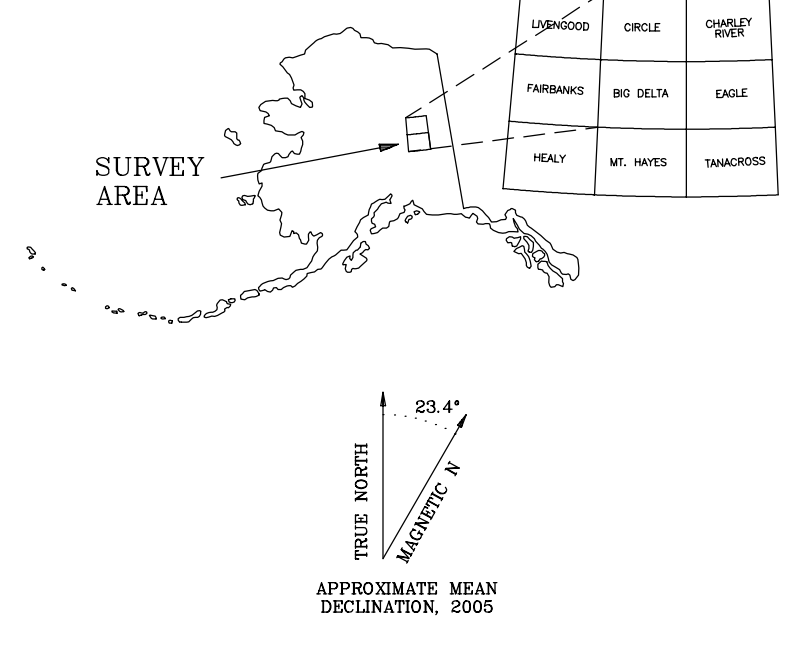 LIVENGOOD
CIRCLE
CHARLEY
RIVER
FAIRBANKS
BIG DELTA
EAGLE
HEALY
MT. HAYES
TANACROSS
SURVEY
AREA
23.4°
TRUE NORTH
MAGNETIC N
APPROXIMATE MEAN
DECLINATION, 2005